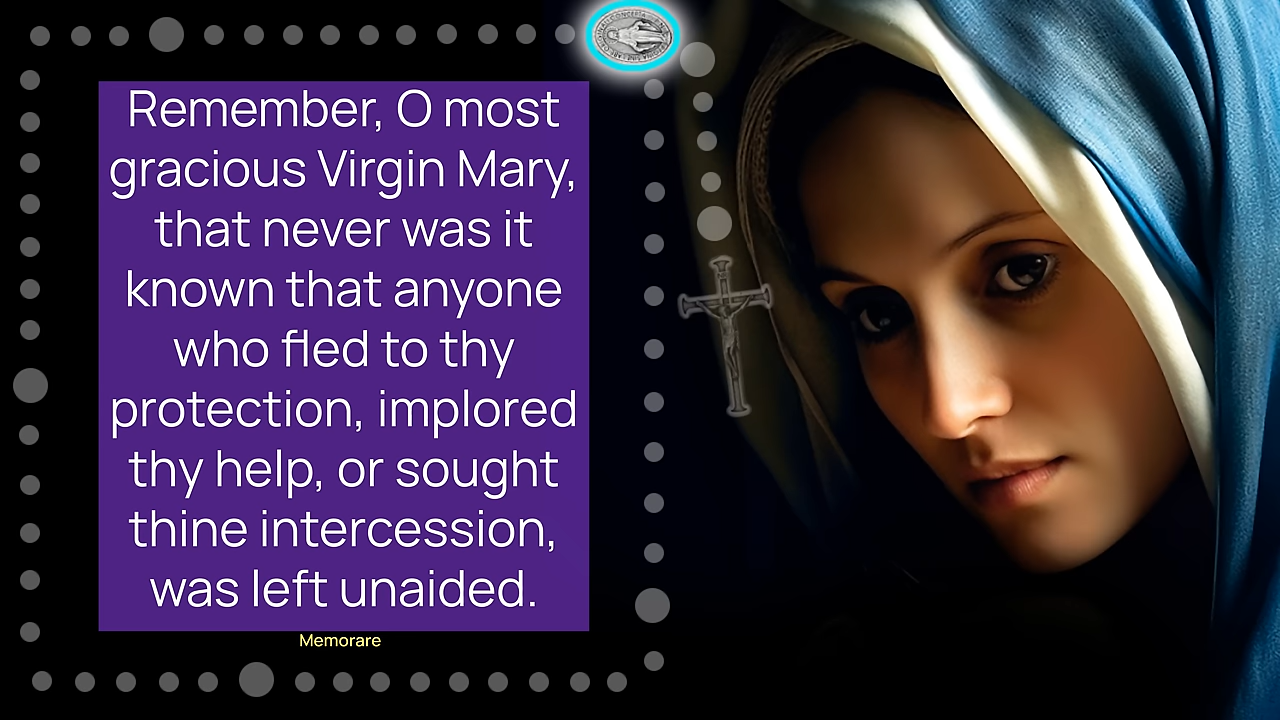 Remember, O most
gracious Virgin Mary,
that never was it
known that anyone
who fled to thy
protection, implored
thy help, or sought
thine intercession,
was left unaided.
Memorare